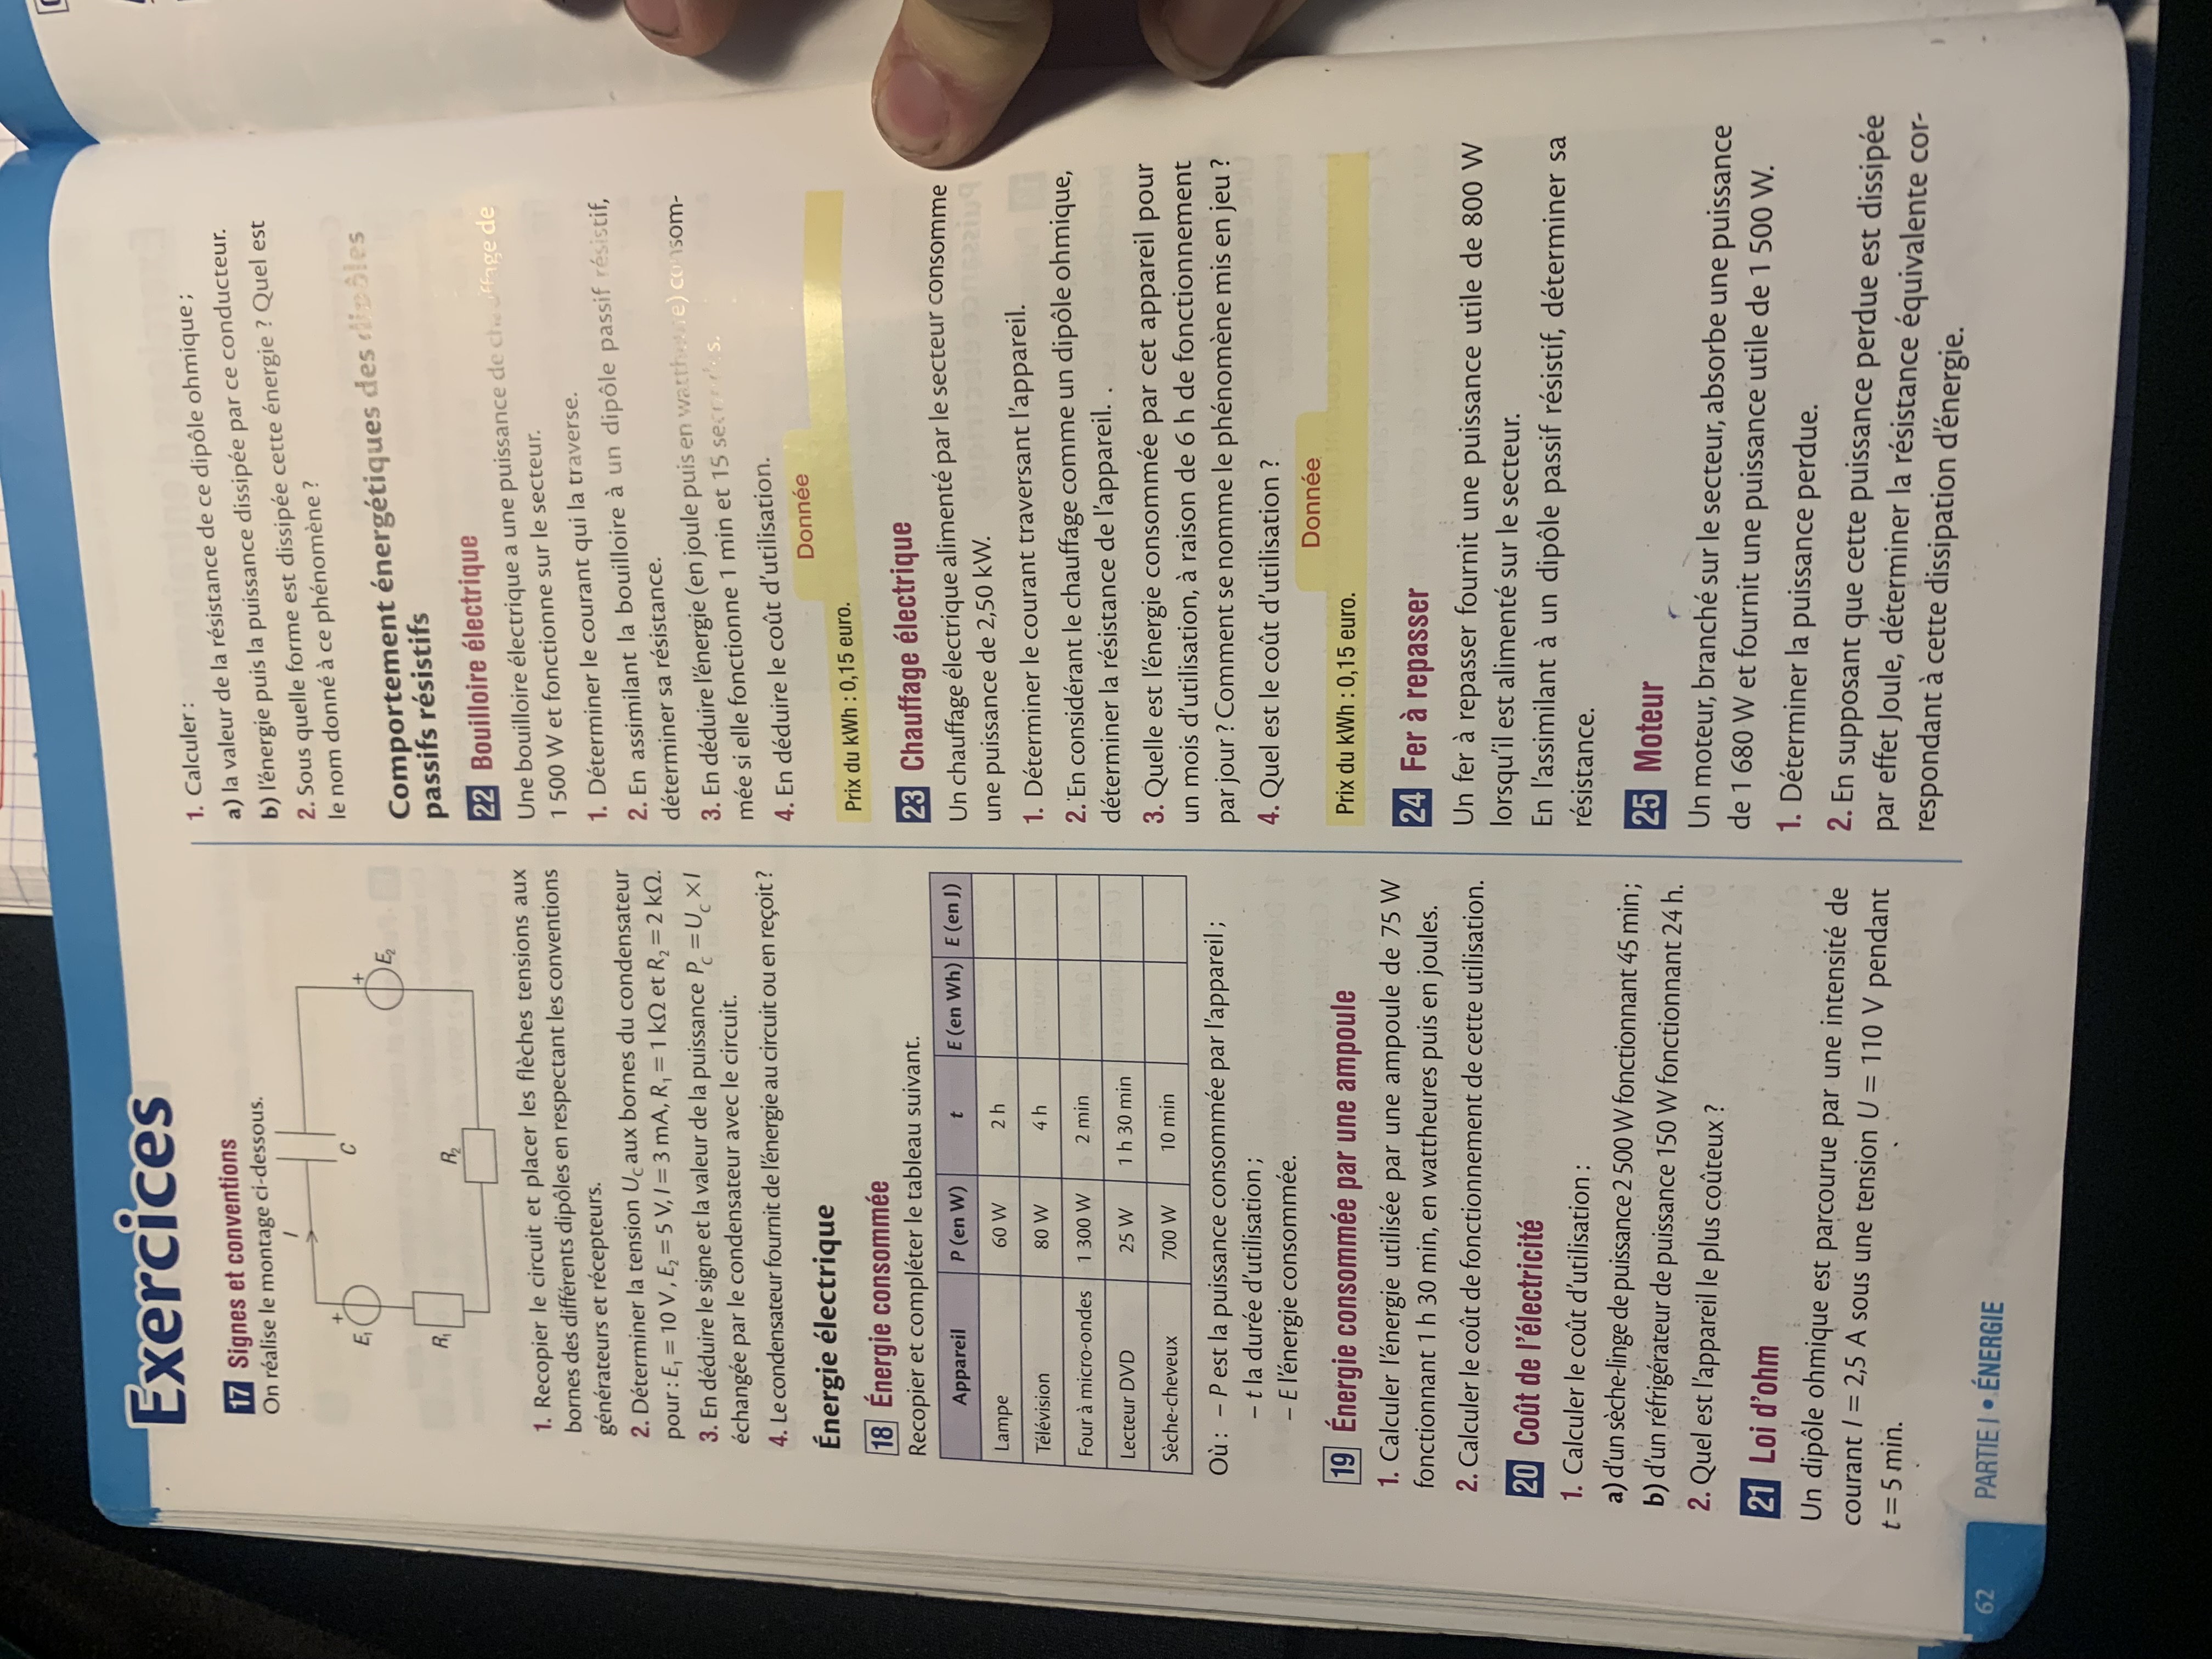 Exercices
17 Signes et conventions
On réalise le montage ci-dessous.
I
+
E₁
C
+
E₂
R₁
R₂
1. Recopier le circuit et placer les flèches tensions aux
bornes des différents dipôles en respectant les conventions
générateurs et récepteurs.
2. Déterminer la tension U_C aux bornes du condensateur
pour : E₁ = 10 V, E₂ = 5 V, I = 3 mA, R₁ = 1 kΩ et R₂ = 2 kΩ.
3. En déduire le signe et la valeur de la puissance P_C = U_C × I
échangée par le condensateur avec le circuit.
4. Le condensateur fournit de l'énergie au circuit ou en reçoit ?
Énergie électrique
18 Énergie consommée
Recopier et compléter le tableau suivant.
Appareil P (en W) t E (en Wh) E (en J)
Lampe 60 W 2 h
Télévision 80 W 4 h
Four à micro-ondes 1 300 W 2 min
Lecteur DVD 25 W 1 h 30 min
Sèche-cheveux 700 W 10 min
Où : – P est la puissance consommée par l'appareil ;
– t la durée d'utilisation ;
– E l'énergie consommée.
19 Énergie consommée par une ampoule
1. Calculer l'énergie utilisée par une ampoule de 75 W
fonctionnant 1 h 30 min, en wattheures puis en joules.
2. Calculer le coût de fonctionnement de cette utilisation.
20 Coût de l'électricité
1. Calculer le coût d'utilisation :
a) d'un sèche-linge de puissance 2 500 W fonctionnant 45 min ;
b) d'un réfrigérateur de puissance 150 W fonctionnant 24 h.
2. Quel est l'appareil le plus coûteux ?
21 Loi d'ohm
Un dipôle ohmique est parcourue par une intensité de
courant I = 2,5 A sous une tension U = 110 V pendant
t = 5 min.
62 PARTIE I • ÉNERGIE
1. Calculer :
a) la valeur de la résistance de ce dipôle ohmique ;
b) l'énergie puis la puissance dissipée par ce conducteur.
2. Sous quelle forme est dissipée cette énergie ? Quel est
le nom donné à ce phénomène ?
Comportement énergétiques des dipôles
passifs résistifs
22 Bouilloire électrique
Une bouilloire électrique a une puissance de chauffage de
1 500 W et fonctionne sur le secteur.
1. Déterminer le courant qui la traverse.
2. En assimilant la bouilloire à un dipôle passif résistif,
déterminer sa résistance.
3. En déduire l'énergie (en joule puis en wattheure) consom-
mée si elle fonctionne 1 min et 15 secondes.
4. En déduire le coût d'utilisation.
Donnée
Prix du kWh : 0,15 euro.
23 Chauffage électrique
Un chauffage électrique alimenté par le secteur consomme
une puissance de 2,50 kW.
1. Déterminer le courant traversant l'appareil.
2. En considérant le chauffage comme un dipôle ohmique,
déterminer la résistance de l'appareil. .
3. Quelle est l'énergie consommée par cet appareil pour
un mois d'utilisation, à raison de 6 h de fonctionnement
par jour ? Comment se nomme le phénomène mis en jeu ?
4. Quel est le coût d'utilisation ?
Donnée
Prix du kWh : 0,15 euro.
24 Fer à repasser
Un fer à repasser fournit une puissance utile de 800 W
lorsqu'il est alimenté sur le secteur.
En l'assimilant à un dipôle passif résistif, déterminer sa
résistance.
25 Moteur
Un moteur, branché sur le secteur, absorbe une puissance
de 1 680 W et fournit une puissance utile de 1 500 W.
1. Déterminer la puissance perdue.
2. En supposant que cette puissance perdue est dissipée
par effet Joule, déterminer la résistance équivalente cor-
respondant à cette dissipation d'énergie.